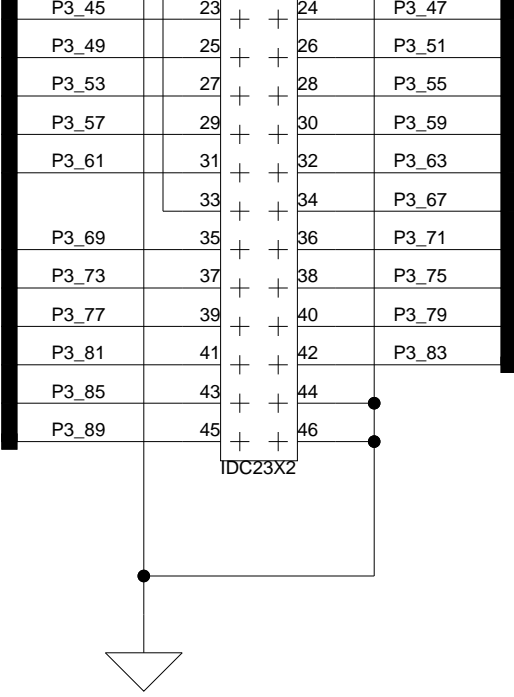 P3_45 23 24 P3_47
P3_49 25 26 P3_51
P3_53 27 28 P3_55
P3_57 29 30 P3_59
P3_61 31 32 P3_63
33 34 P3_67
P3_69 35 36 P3_71
P3_73 37 38 P3_75
P3_77 39 40 P3_79
P3_81 41 42 P3_83
P3_85 43 44
P3_89 45 46
IDC23X2